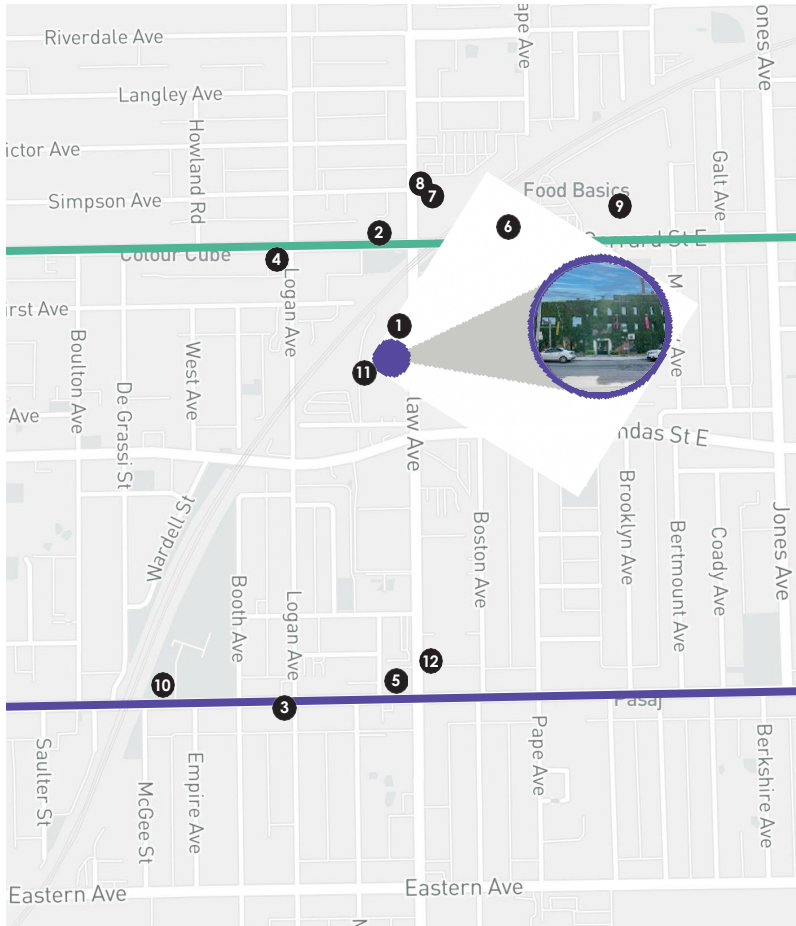 Riverdale Ave
ape Ave
ones Ave
Langley Ave
Howland Rd
ictor Ave
Galt Ave
Simpson Ave
8
7
Food Basics
9
6
2
Gerrard St E
Colour Cube
4
Logan Ave
M
Ave
irst Ave
1
Boulton Ave
West Ave
De Grassi St
11
Ave
law Ave
ndas St E
Wardell St
Boston Ave
Brooklyn Ave
Bertmount Ave
Coady Ave
Jones Ave
Booth Ave
Logan Ave
12
10
5
3
Pasaj
Saulter St
McGee St
Empire Ave
Pape Ave
Berkshire Ave
Eastern Ave
Eastern Ave